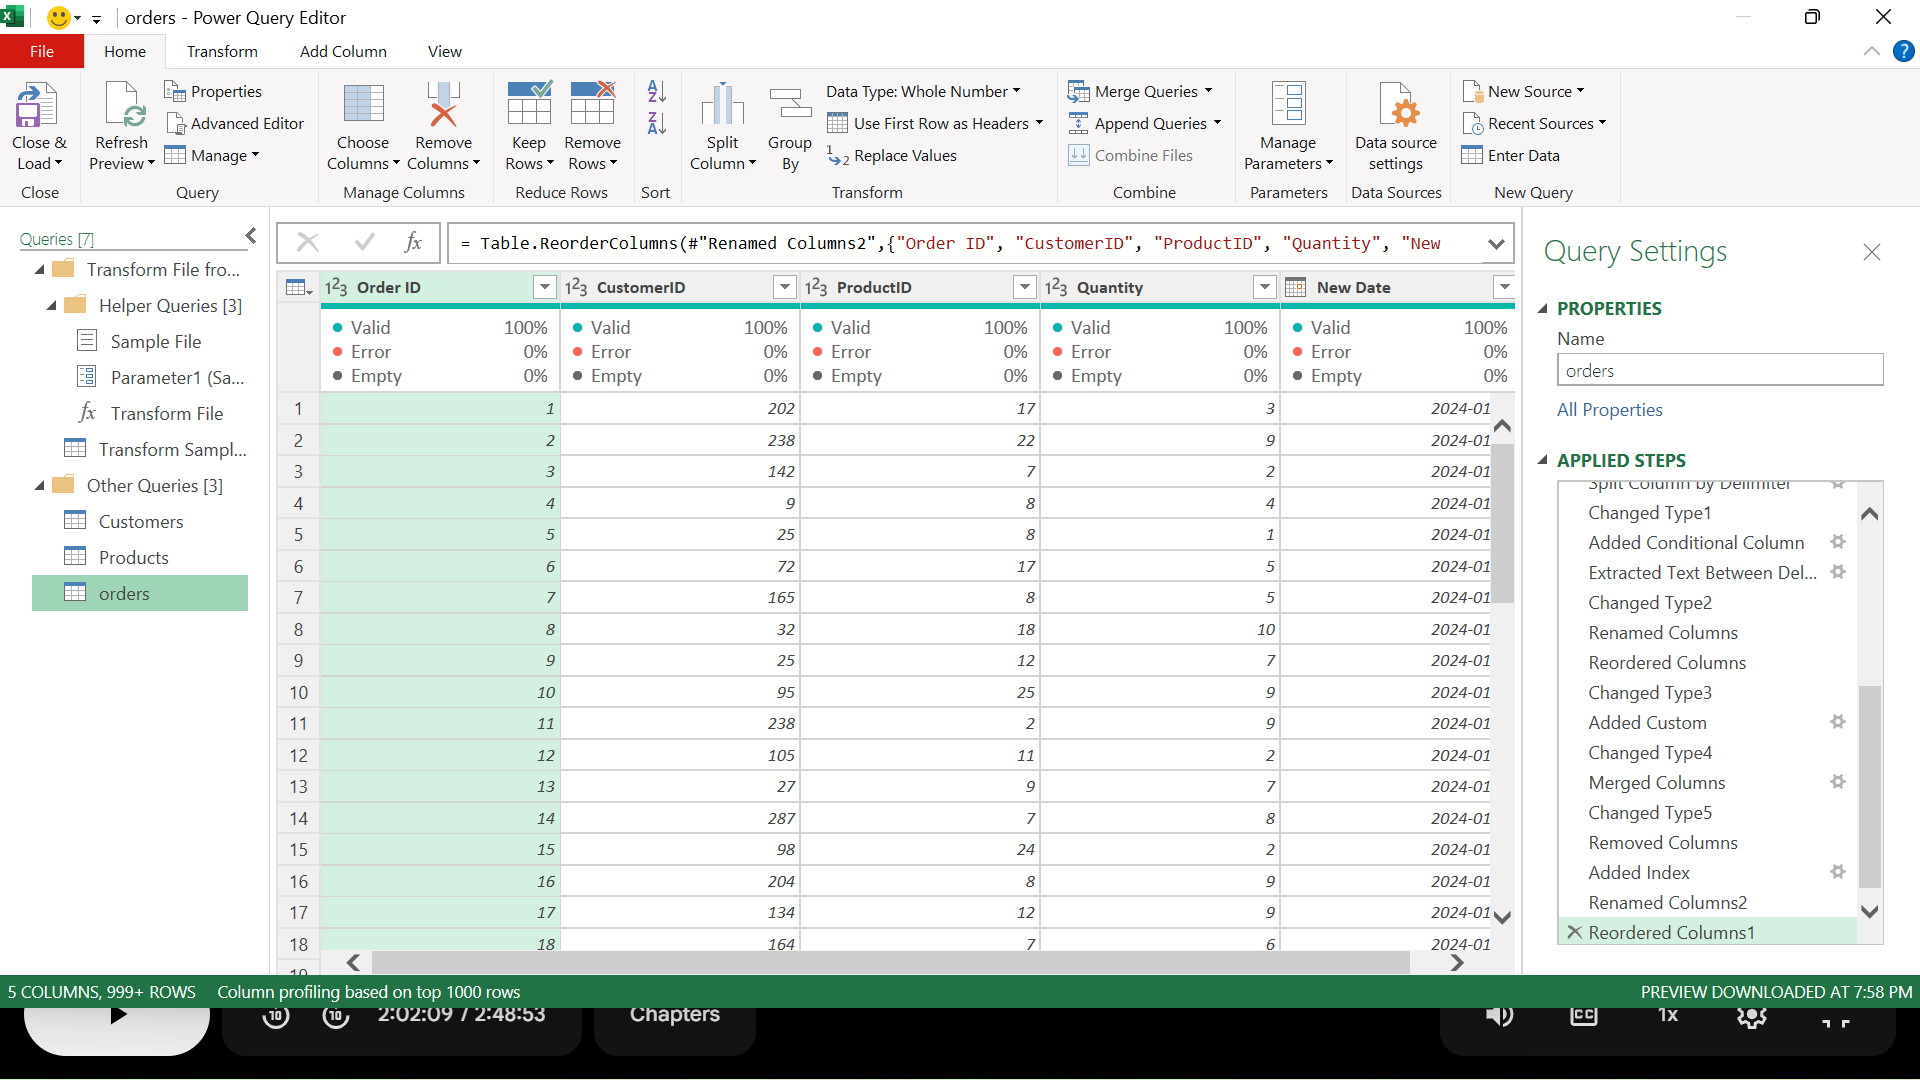 orders - Power Query Editor
File Home Transform Add Column View
Close & Load
Close
Refresh Preview
Properties
Advanced Editor
Manage
Query
Choose Columns
Remove Columns
Manage Columns
Keep Rows
Remove Rows
Reduce Rows
A Z
Z A
Sort
Split Column
Group By
Data Type: Whole Number
Use First Row as Headers
1 2 Replace Values
Transform
Merge Queries
Append Queries
Combine Files
Combine
Manage Parameters
Parameters
Data source settings
Data Sources
New Source
Recent Sources
Enter Data
New Query
Queries [7]
Transform File fro...
Helper Queries [3]
Sample File
Parameter1 (Sa...
fx Transform File
Transform Sampl...
Other Queries [3]
Customers
Products
orders
fx = Table.ReorderColumns(#"Renamed Columns2",{"Order ID", "CustomerID", "ProductID", "Quantity", "New
123 Order ID 123 CustomerID 123 ProductID 123 Quantity New Date
Valid 100% Valid 100% Valid 100% Valid 100% Valid 100%
Error 0% Error 0% Error 0% Error 0% Error 0%
Empty 0% Empty 0% Empty 0% Empty 0% Empty 0%
1 1 202 17 3 2024-01
2 2 238 22 9 2024-01
3 3 142 7 2 2024-01
4 4 9 8 4 2024-01
5 5 25 8 1 2024-01
6 6 72 17 5 2024-01
7 7 165 8 5 2024-01
8 8 32 18 10 2024-01
9 9 25 12 7 2024-01
10 10 95 25 9 2024-01
11 11 238 2 9 2024-01
12 12 105 11 2 2024-01
13 13 27 9 7 2024-01
14 14 287 7 8 2024-01
15 15 98 24 2 2024-01
16 16 204 8 9 2024-01
17 17 134 12 9 2024-01
18 18 164 7 6 2024-01
19
Query Settings
PROPERTIES
Name
orders
All Properties
APPLIED STEPS
Split Column by Delimiter
Changed Type1
Added Conditional Column
Extracted Text Between Del...
Changed Type2
Renamed Columns
Reordered Columns
Changed Type3
Added Custom
Changed Type4
Merged Columns
Changed Type5
Removed Columns
Added Index
Renamed Columns2
Reordered Columns1
5 COLUMNS, 999+ ROWS Column profiling based on top 1000 rows PREVIEW DOWNLOADED AT 7:58 PM
10 10 2:02:09 / 2:48:53 Chapters CC 1x